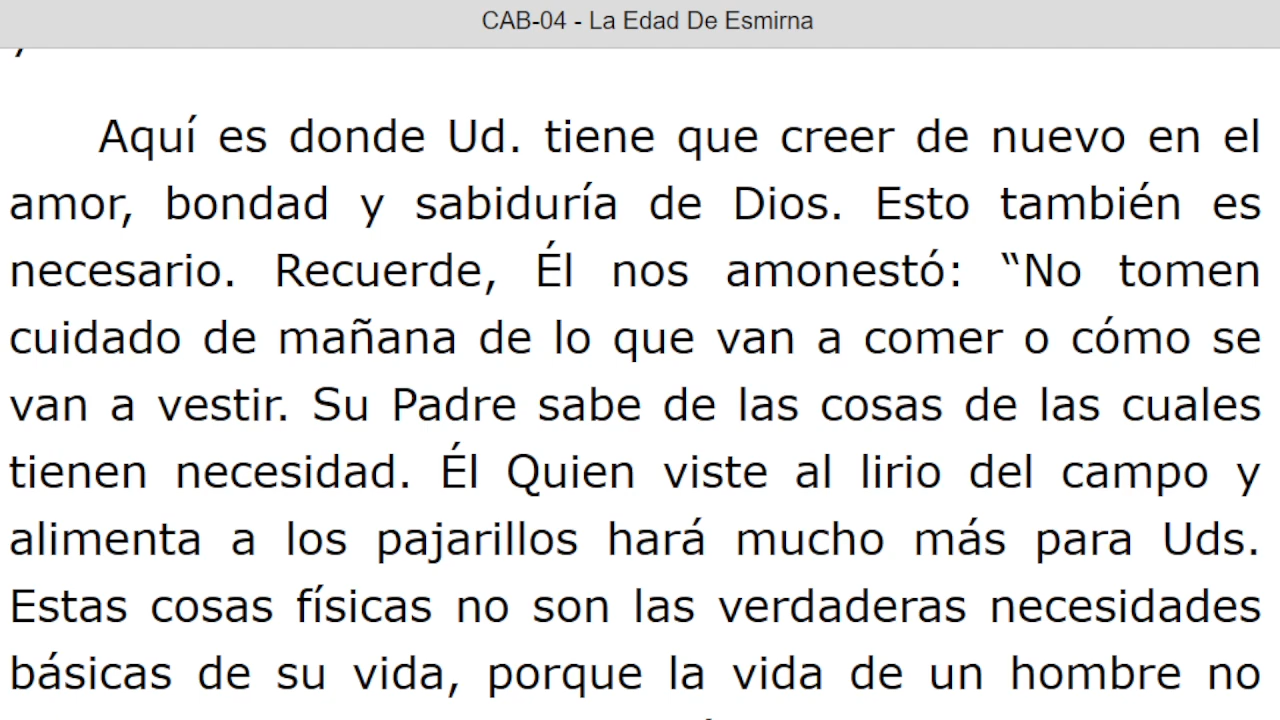 CAB-04 - La Edad De Esmirna
Aquí es donde Ud. tiene que creer de nuevo en el
amor, bondad y sabiduría de Dios. Esto también es
necesario. Recuerde, Él nos amonestó: “No tomen
cuidado de mañana de lo que van a comer o cómo se
van a vestir. Su Padre sabe de las cosas de las cuales
tienen necesidad. Él Quien viste al lirio del campo y
alimenta a los pajarillos hará mucho más para Uds.
Estas cosas físicas no son las verdaderas necesidades
básicas de su vida, porque la vida de un hombre no